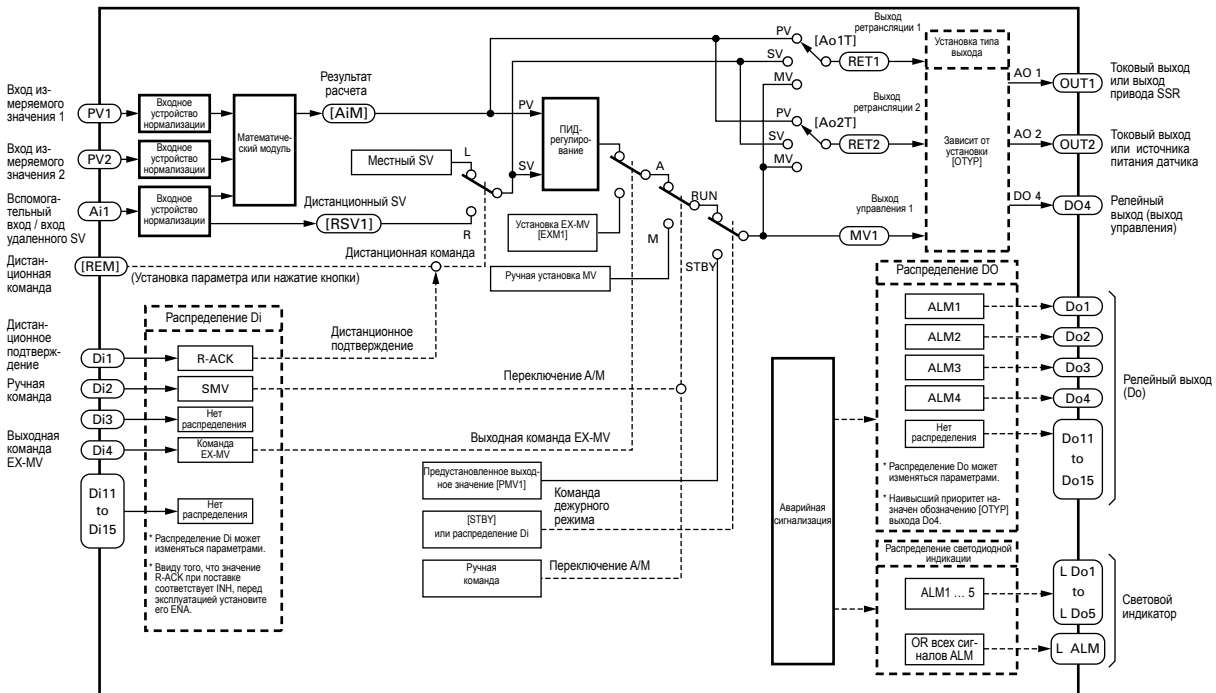 Вход из-
меряемого
значения 1
PV1
Входное
устройство
нормализации
Вход из-
меряемого
значения 2
PV2
Входное
устройство
нормализации
Вспомога-
тельный
вход / вход
удаленного SV
Ai1
Входное
устройство
нормализации
Математиче-
ский модуль
Результат
расчета
[AiM]
Местный SV
L
Дистанционный SV
[RSV1]
R
PV
SV
ПИД-
регулиро-
вание
Дистан-
ционная
команда
[REM]
(Установка параметра или нажатие кнопки)
Дистанционная команда
Установка EX-MV
[EXM1]
Ручная установка MV
A
M
RUN
STBY
Выход
ретрансляции 1
PV
[Ao1T]
SV
MV
RET1
Выход
ретрансляции 2
PV
[Ao2T]
SV
MV
RET2
Выход
управления 1
MV1
Установка типа
выхода
Зависит от
установки
[OTYP]
AO 1
OUT1
Токовый выход
или выход
привода SSR
AO 2
OUT2
Токовый выход
или источника
питания датчика
DO 4
DO4
Релейный
выход (выход
управления)
Дистан-
ционное
подтверж-
дение
Di1
Ручная
команда
Di2
Di3
Выходная
команда
EX-MV
Di4
Di11
to
Di15
Распределение Di
R-ACK
SMV
Нет
распределения
Команда
EX-MV
Нет
распределения
* Распределение Di может
изменяться параметрами.
* Ввиду того, что значение
R-ACK при поставке
соответствует INH, перед
эксплуатацией установите
его ENA.
Дистанционное
подтверждение
Переключение A/M
Выходная команда EX-MV
Предустановленное выход-
ное значение [PMV1]
[STBY]
или распределение Di
Команда
дежурного
режима
Ручная
команда
Переключение A/M
Аварийная
сигнализация
Распределение DO
ALM1
Do1
ALM2
Do2
ALM3
Do3
ALM4
Do4
Нет
распределения
Do11
to
Do15
Релейный выход
(Do)
* Распределение Do может
изменяться параметрами.
* Наивысший приоритет на-
значен обозначению [OTYP]
выхода Do4.
Распределение светодиодной
индикации
ALM1 ... 5
L Do1
to
L Do5
OR всех сиг-
налов ALM
L ALM
Световой
индикатор